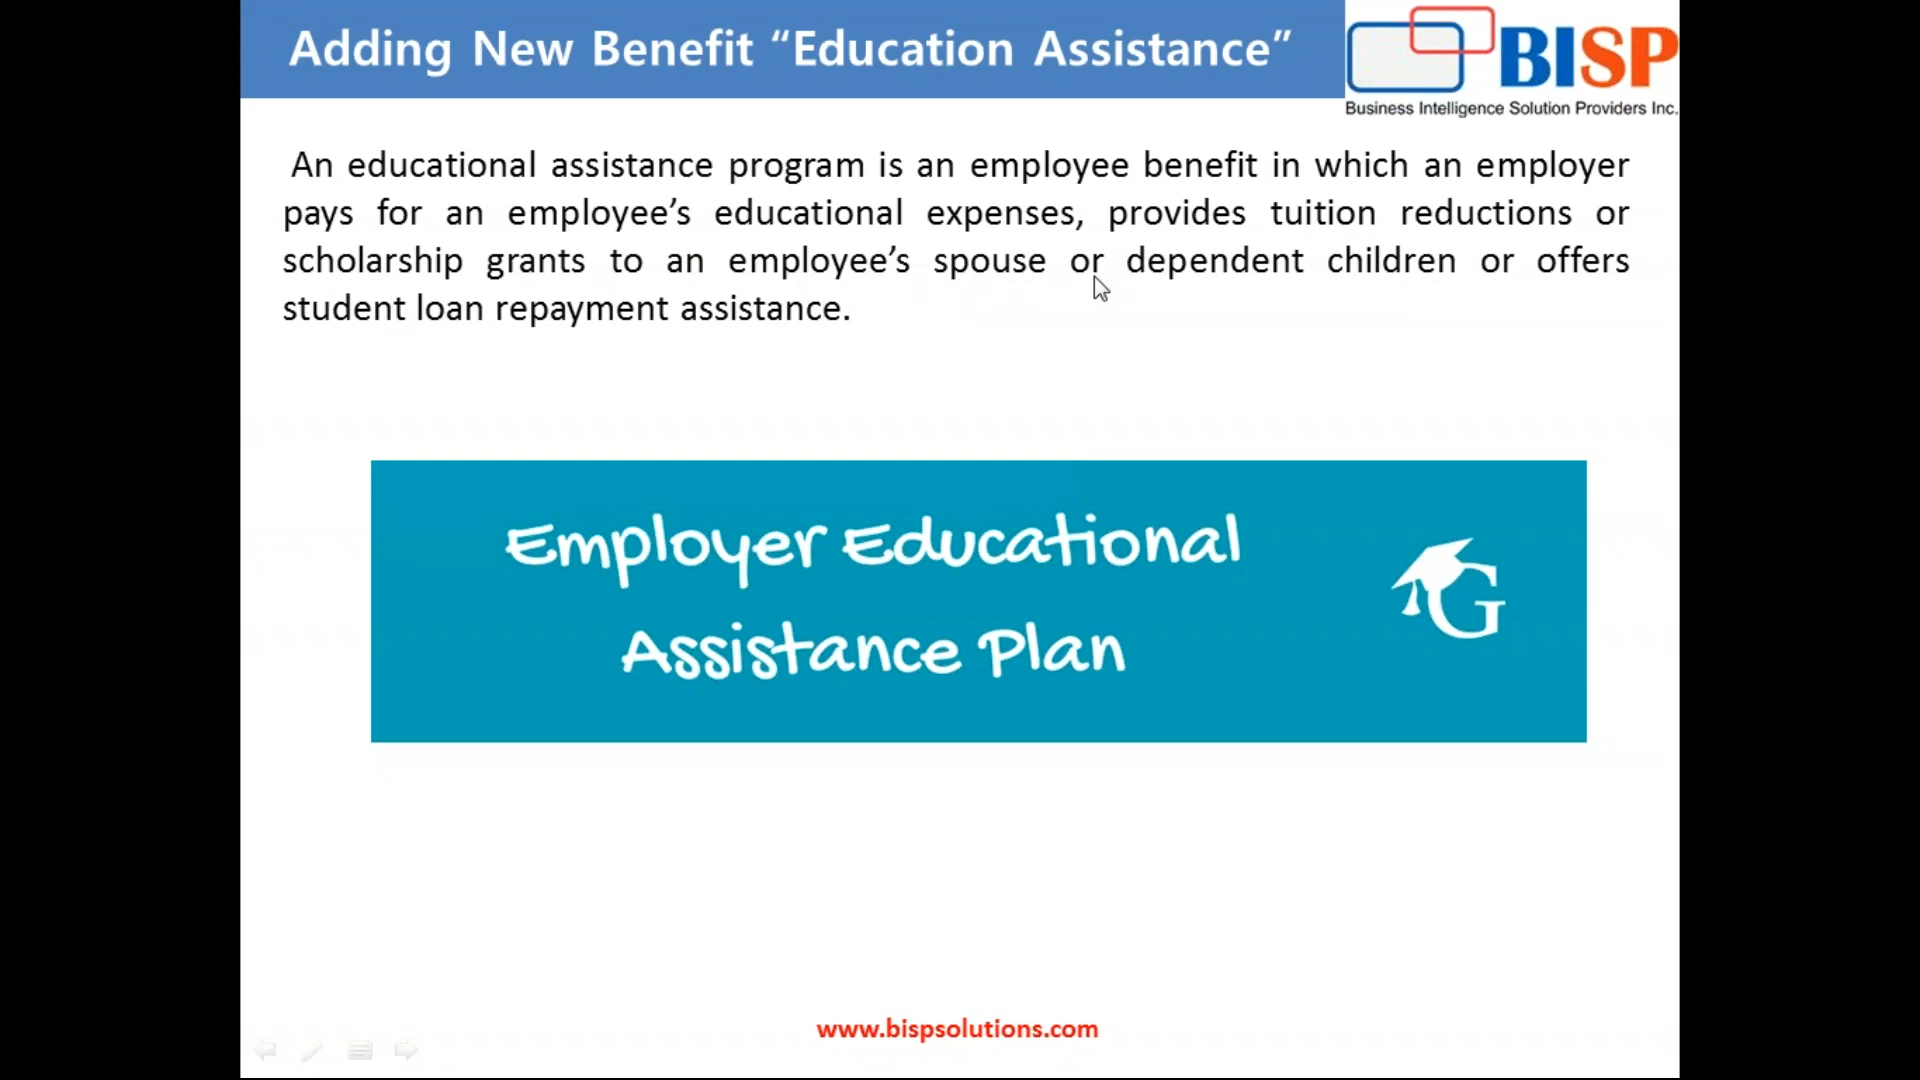 Adding New Benefit “Education Assistance”
BISP
Business Intelligence Solution Providers Inc.
An educational assistance program is an employee benefit in which an employer
pays for an employee’s educational expenses, provides tuition reductions or
scholarship grants to an employee’s spouse or dependent children or offers
student loan repayment assistance.
Employer Educational
Assistance Plan
G
www.bispsolutions.com